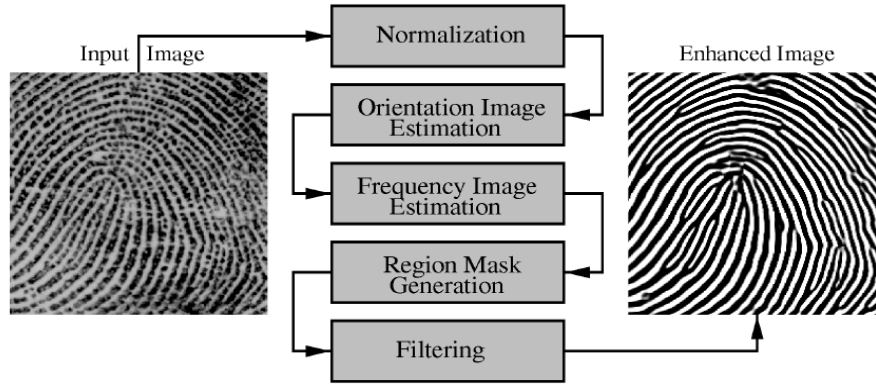 Input Image
Normalization
Enhanced Image
Orientation Image
Estimation
Frequency Image
Estimation
Region Mask
Generation
Filtering